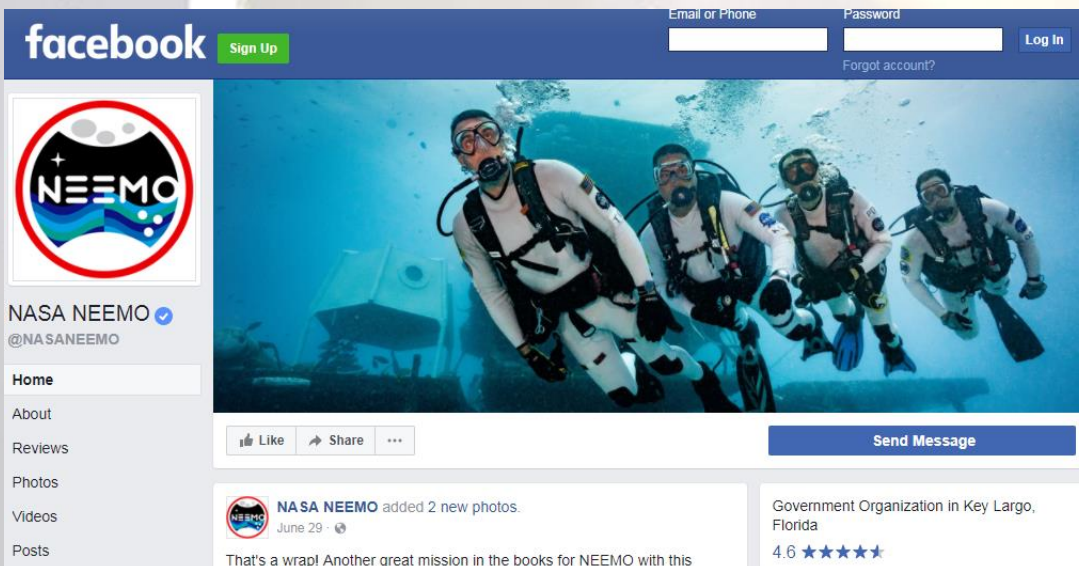 Email or Phone
Password
facebook
Sign Up
Log In
Forgot account?
NEEMO
NASA NEEMO
@NASANEEMO
Home
About
Reviews
Photos
Videos
Posts
Like
Share
...
Send Message
NEEMO
NASA NEEMO added 2 new photos.
June 29 ·
That's a wrap! Another great mission in the books for NEEMO with this
Government Organization in Key Largo,
Florida
4.6 ★★★★★